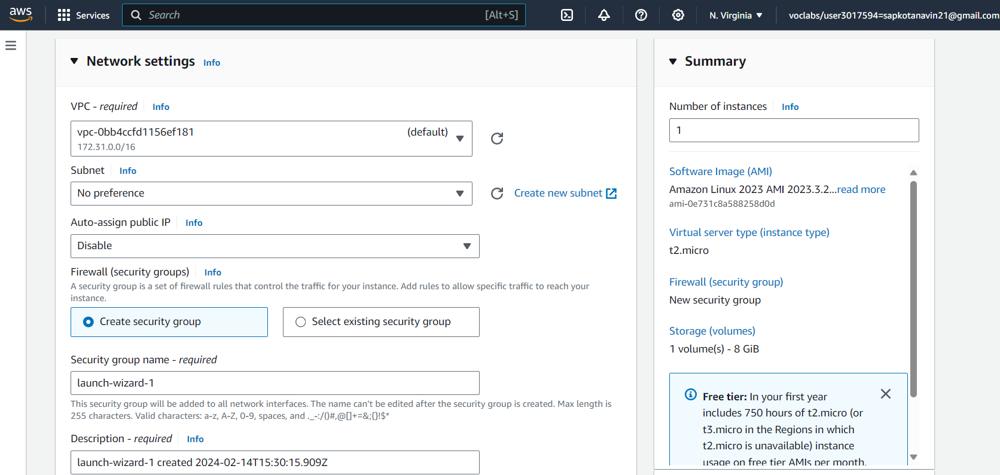 aws
Services
Search [Alt+S]
N. Virginia
voclabs/user3017594=sapkotanavin21@gmail.com
Network settings Info
VPC - required Info
vpc-0bb4ccfd1156ef181 (default)
172.31.0.0/16
Subnet Info
No preference
Create new subnet
Auto-assign public IP Info
Disable
Firewall (security groups) Info
A security group is a set of firewall rules that control the traffic for your instance. Add rules to allow specific traffic to reach your
instance.
Create security group
Select existing security group
Security group name - required
launch-wizard-1
This security group will be added to all network interfaces. The name can't be edited after the security group is created. Max length is
255 characters. Valid characters: a-z, A-Z, 0-9, spaces, and ._-:/()#,@[]+=&;{}!$*
Description - required Info
launch-wizard-1 created 2024-02-14T15:30:15.909Z
Summary
Number of instances Info
1
Software Image (AMI)
Amazon Linux 2023 AMI 2023.3.2...read more
ami-0e731c8a588258d0d
Virtual server type (instance type)
t2.micro
Firewall (security group)
New security group
Storage (volumes)
1 volume(s) - 8 GiB
Free tier: In your first year
includes 750 hours of t2.micro (or
t3.micro in the Regions in which
t2.micro is unavailable) instance
usage on free tier AMIs per month,